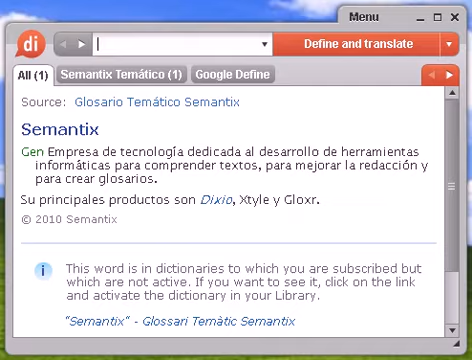 Menu
di
Define and translate
All (1)
Semantix Temático (1)
Google Define
Source: Glosario Temático Semantix
Semantix
Gen Empresa de tecnología dedicada al desarrollo de herramientas
informáticas para comprender textos, para mejorar la redacción y
para crear glosarios.
Su principales productos son Dixio, Xtyle y Gloxr.
© 2010 Semantix
i
This word is in dictionaries to which you are subscribed but
which are not active. If you want to see it, click on the link
and activate the dictionary in your Library.
"Semantix" - Glossari Temàtic Semantix